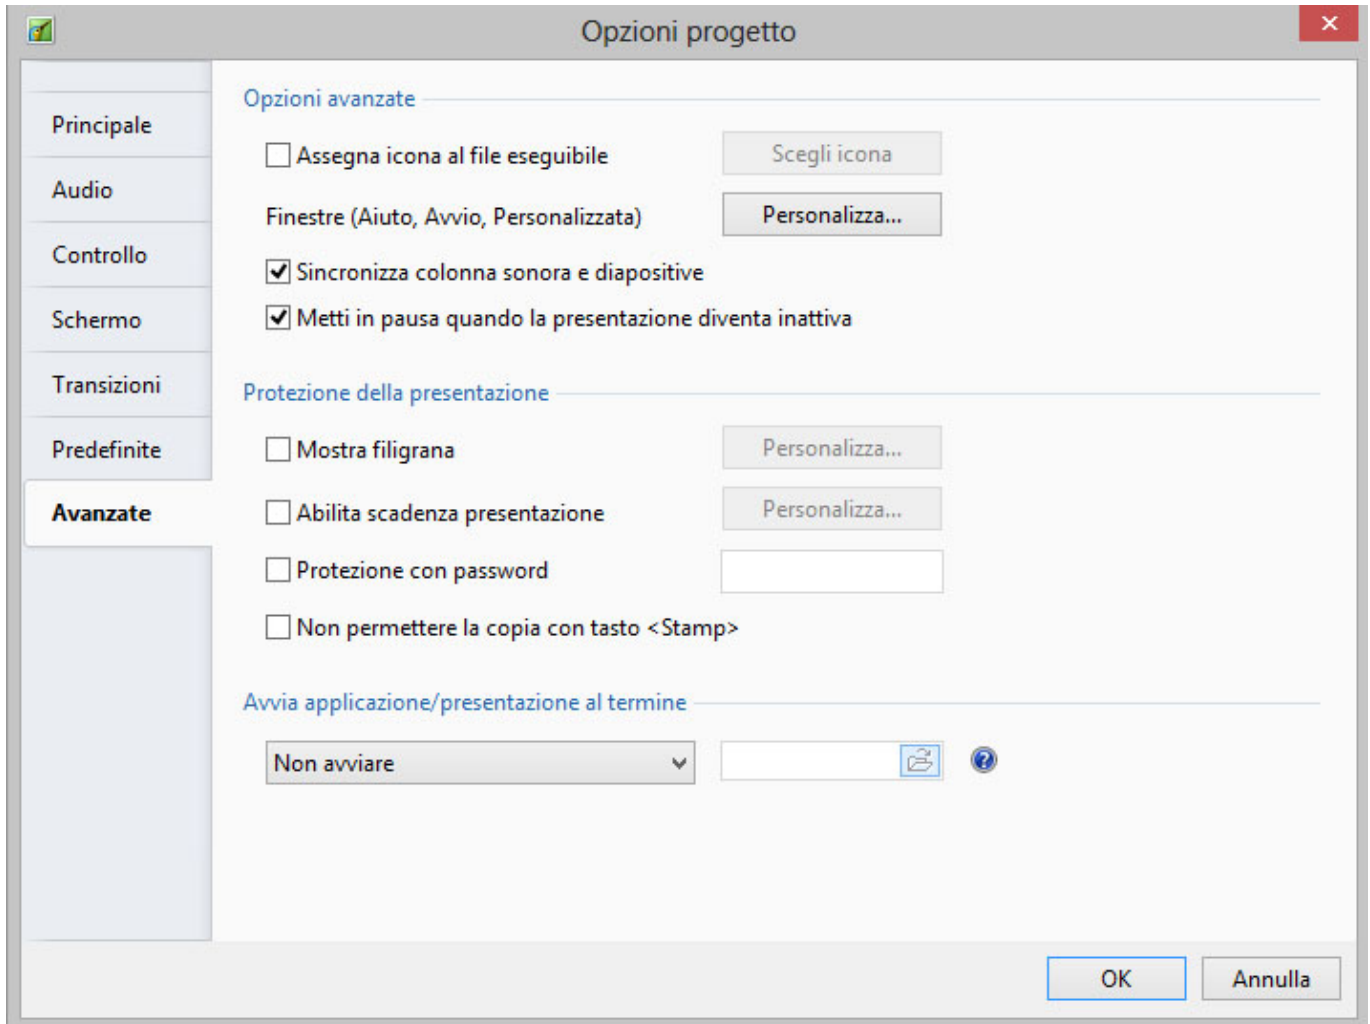 Opzioni progetto
Principale
Audio
Controllo
Schermo
Transizioni
Predefinite
Avanzate
Opzioni avanzate
Assegna icona al file eseguibile Scegli icona
Finestre (Aiuto, Avvio, Personalizzata) Personalizza...
Sincronizza colonna sonora e diapositive
Metti in pausa quando la presentazione diventa inattiva
Protezione della presentazione
Mostra filigrana Personalizza...
Abilita scadenza presentazione Personalizza...
Protezione con password
Non permettere la copia con tasto <Stamp>
Avvia applicazione/presentazione al termine
Non avviare ?
OK Annulla